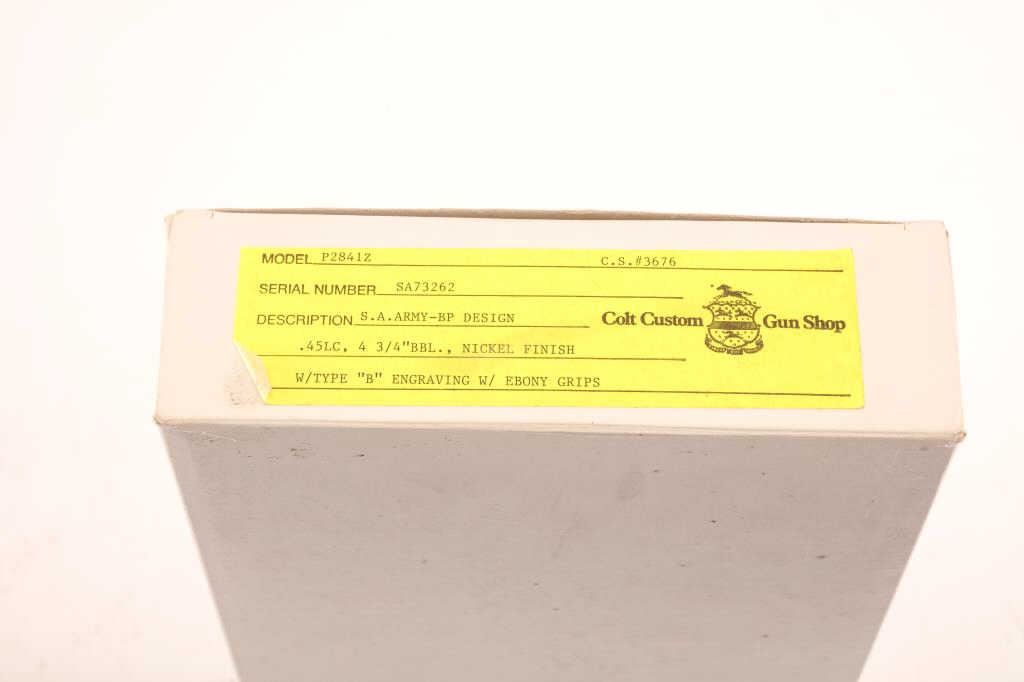 MODEL P2841Z C.S.#3676
SERIAL NUMBER SA73262
DESCRIPTION S.A.ARMY-BP DESIGN
Colt Custom Gun Shop
.45LC, 4 3/4"BBL., NICKEL FINISH
W/TYPE "B" ENGRAVING W/ EBONY GRIPS